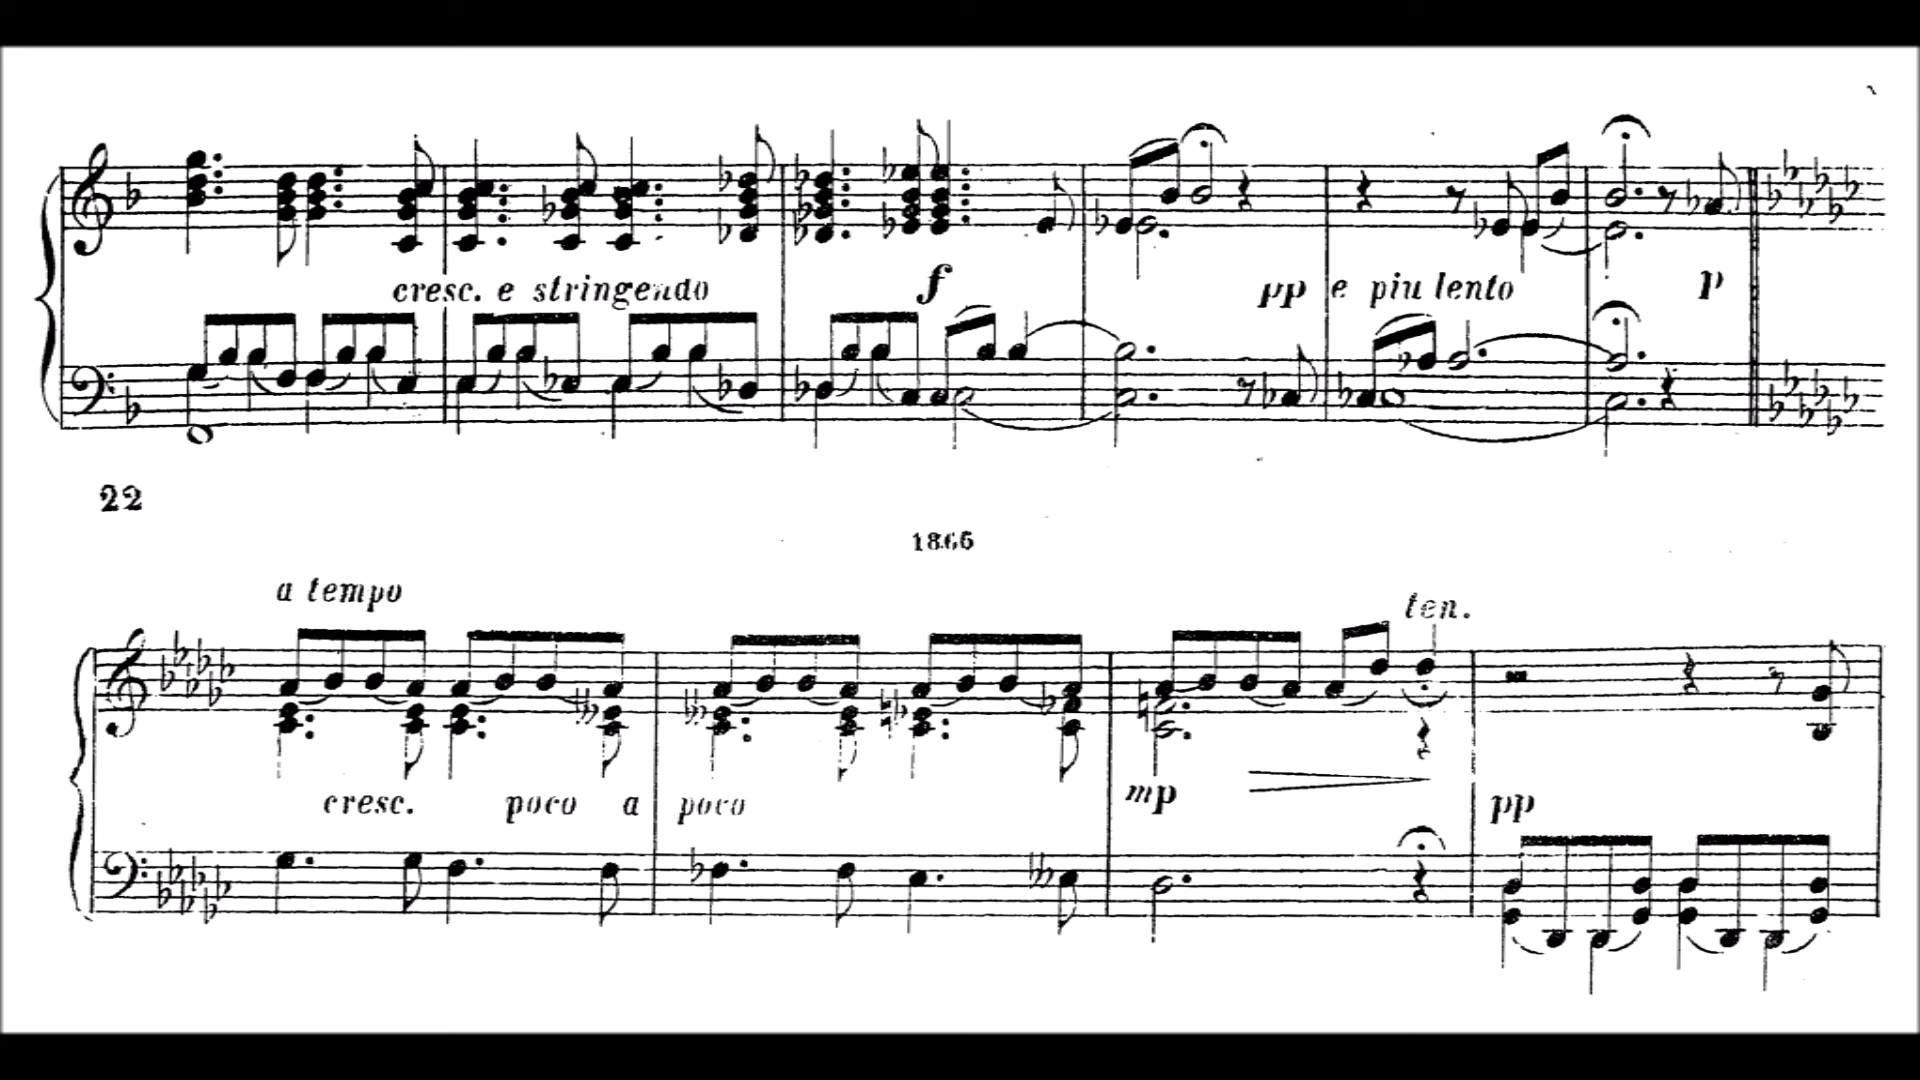 cresc. e stringendo f pp e piu lento p
22
1866
a tempo
ten.
cresc. poco a poco mp pp